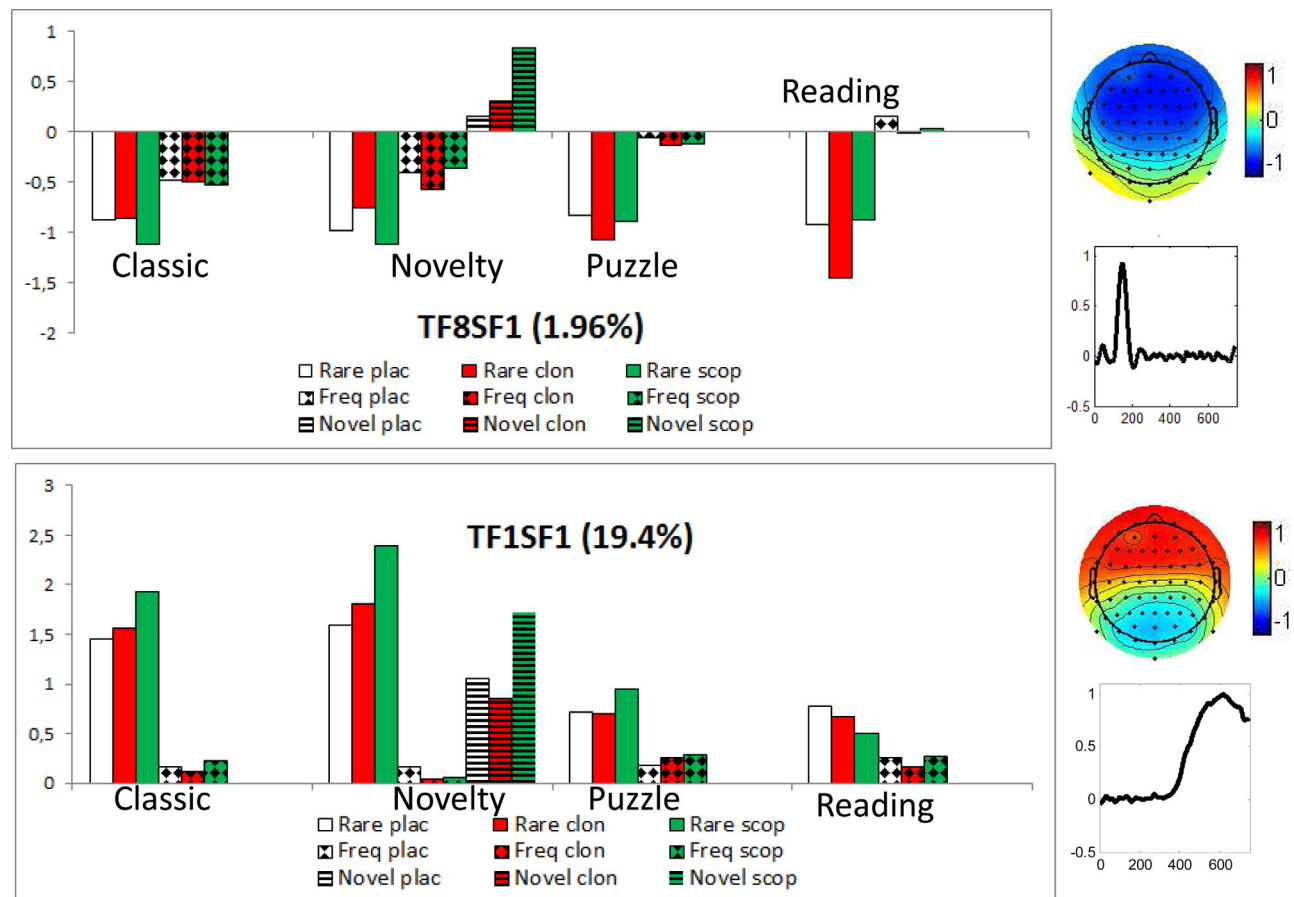 1
0,5
0
-0,5
-1
-1,5
-2
Reading
Classic Novelty Puzzle
TF8SF1 (1.96%)
Rare plac Rare clon Rare scop
Freq plac Freq clon Freq scop
Novel plac Novel clon Novel scop
1
0
-1
1
0.5
0
-0.5
0 200 400 600
3
2,5
2
1,5
1
0,5
0
TF1SF1 (19.4%)
Classic Novelty Puzzle Reading
Rare plac Rare clon Rare scop
Freq plac Freq clon Freq scop
Novel plac Novel clon Novel scop
1
0
-1
1
0.5
0
-0.5
0 200 400 600